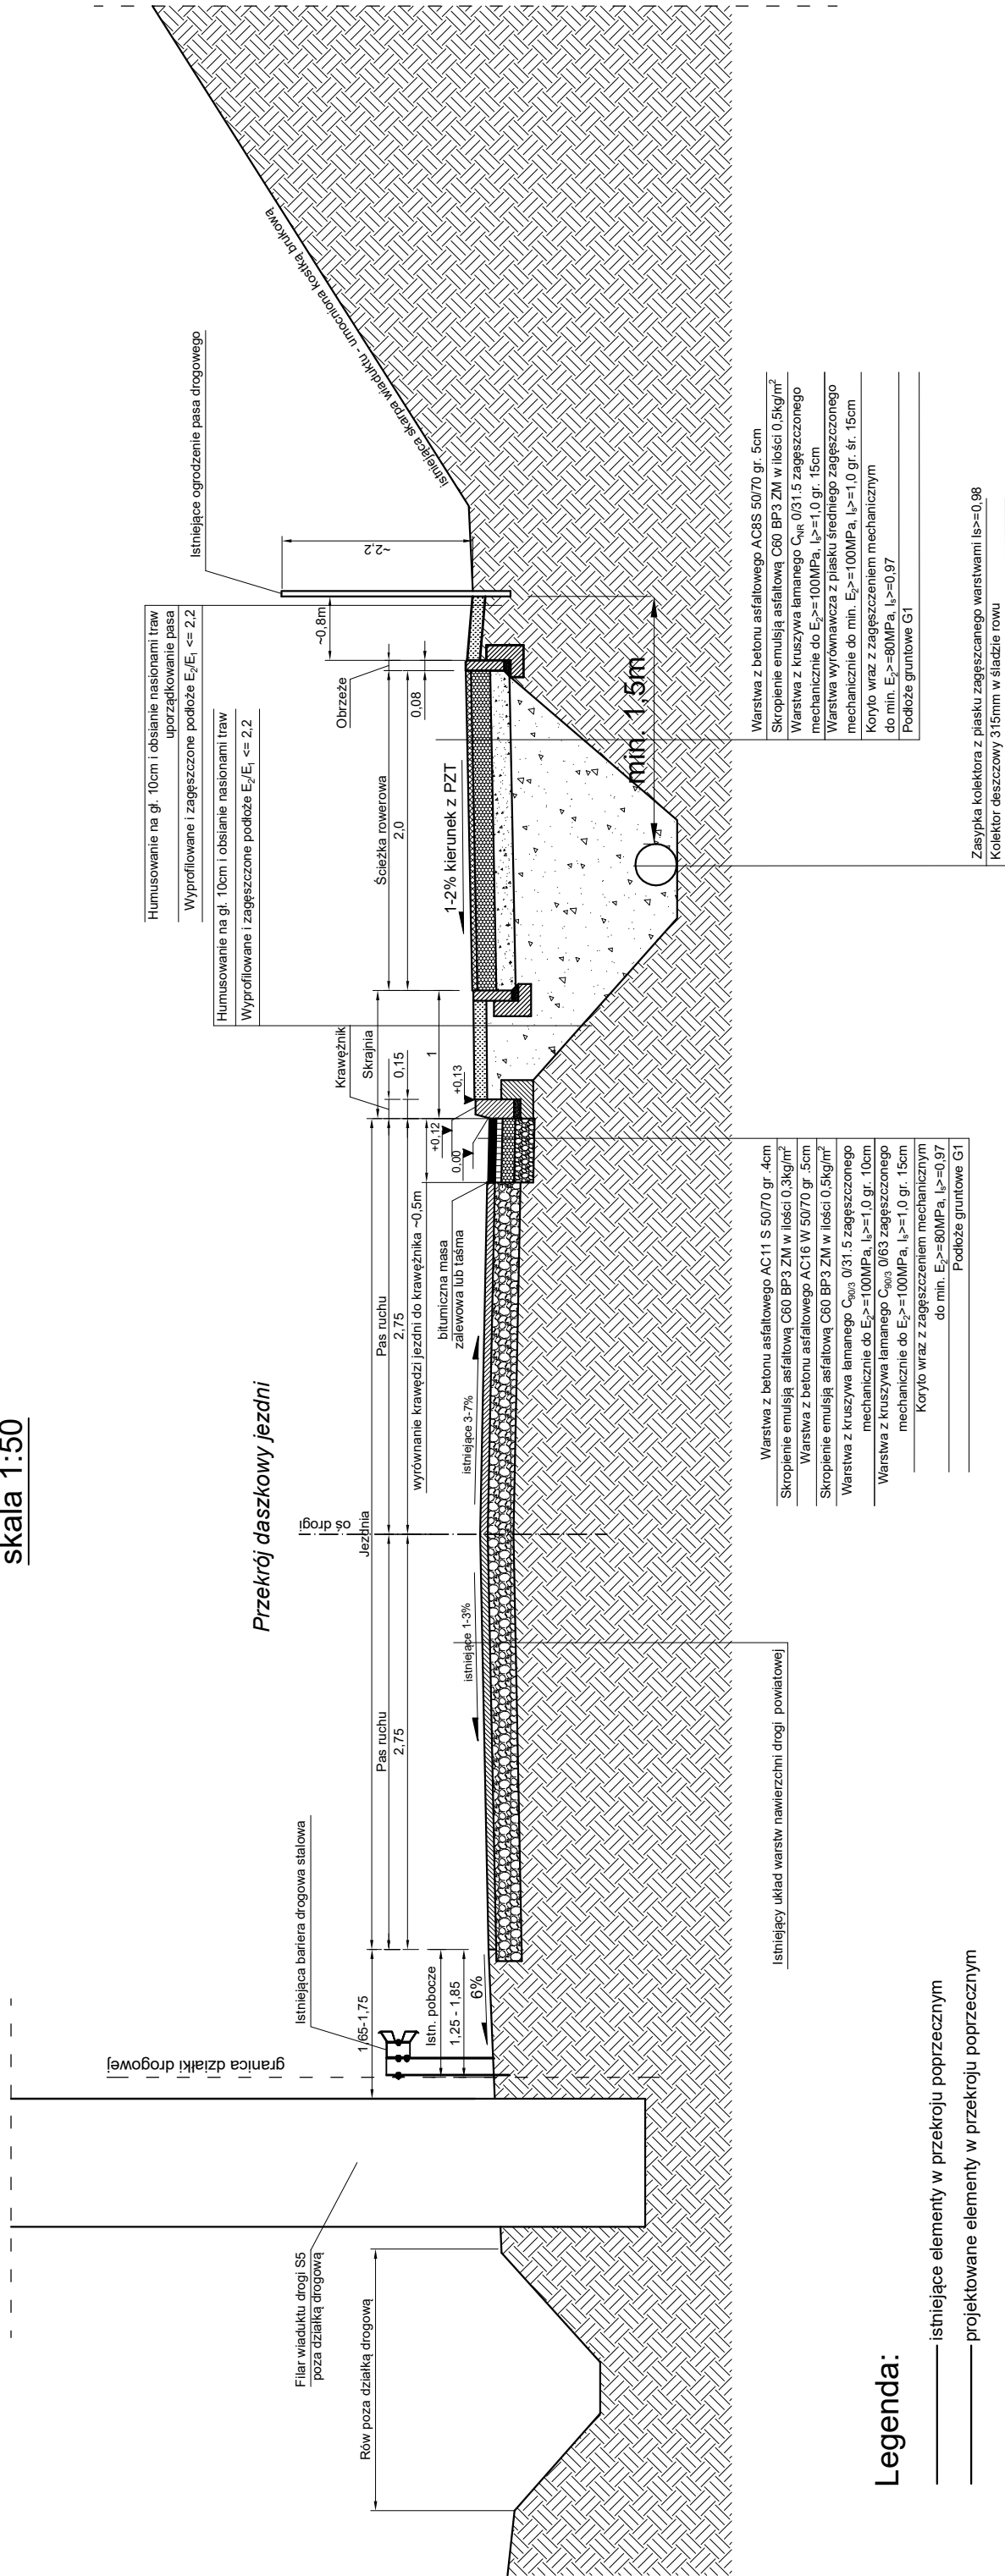 skala 1:50
Przekrój daszkowy jezdni
Filar wiaduktu drogi S5
poza działką drogową
Rów poza działką drogową
granica działki drogowej
Istniejąca bariera drogowa stalowa
1,65-1,75
Istn. pobocze
1,25 - 1,85
6%
Jezdnia
Pas ruchu
2,75
oś drogi
istniejące 1-3%
istniejące 3-7%
Pas ruchu
2,75
wyrównanie krawędzi jezdni do krawężnika ~0,5m
bitumiczna masa
zalewowa lub taśma
0.00
+0,12
+0,13
Krawężnik
Skrajnia
0,15
1
Humusowanie na gł. 10cm i obsianie nasionami traw
Wyprofilowane i zagęszczone podłoże E2/E1 <= 2,2
Humusowanie na gł. 10cm i obsianie nasionami traw
uporządkowanie pasa
Wyprofilowane i zagęszczone podłoże E2/E1 <= 2,2
Ścieżka rowerowa
2,0
1-2% kierunek z PZT
Obrzeże
0,08
~0,8m
~2,2
Istniejące ogrodzenie pasa drogowego
istniejąca skarpa wiaduktu - umocniona kostką brukową
min. 1,5m
Istniejący układ warstw nawierzchni drogi powiatowej
Warstwa z betonu asfaltowego AC11 S 50/70 gr .4cm
Skropienie emulsją asfaltową C60 BP3 ZM w ilości 0,3kg/m²
Warstwa z betonu asfaltowego AC16 W 50/70 gr .5cm
Skropienie emulsją asfaltową C60 BP3 ZM w ilości 0,5kg/m²
Warstwa z kruszywa łamanego C90/3 0/31.5 zagęszczonego
mechanicznie do E2>=100MPa, Is>=1,0 gr. 10cm
Warstwa z kruszywa łamanego C90/3 0/63 zagęszczonego
mechanicznie do E2>=100MPa, Is>=1,0 gr. 15cm
Koryto wraz z zagęszczeniem mechanicznym
do min. E2>=80MPa, Is>=0,97
Podłoże gruntowe G1
Warstwa z betonu asfaltowego AC8S 50/70 gr. 5cm
Skropienie emulsją asfaltową C60 BP3 ZM w ilości 0,5kg/m²
Warstwa z kruszywa łamanego CNR 0/31.5 zagęszczonego
mechanicznie do E2>=100MPa, Is>=1,0 gr. 15cm
Warstwa wyrównawcza z piasku średniego zagęszczonego
mechanicznie do min. E2>=100MPa, Is>=1,0 gr. śr. 15cm
Koryto wraz z zagęszczeniem mechanicznym
do min. E2>=80MPa, Is>=0,97
Podłoże gruntowe G1
Zasypka kolektora z piasku zagęszcanego warstwami Is>=0,98
Kolektor deszczowy 315mm w śladzie rowu
Legenda:
istniejące elementy w przekroju poprzecznym
projektowane elementy w przekroju poprzecznym